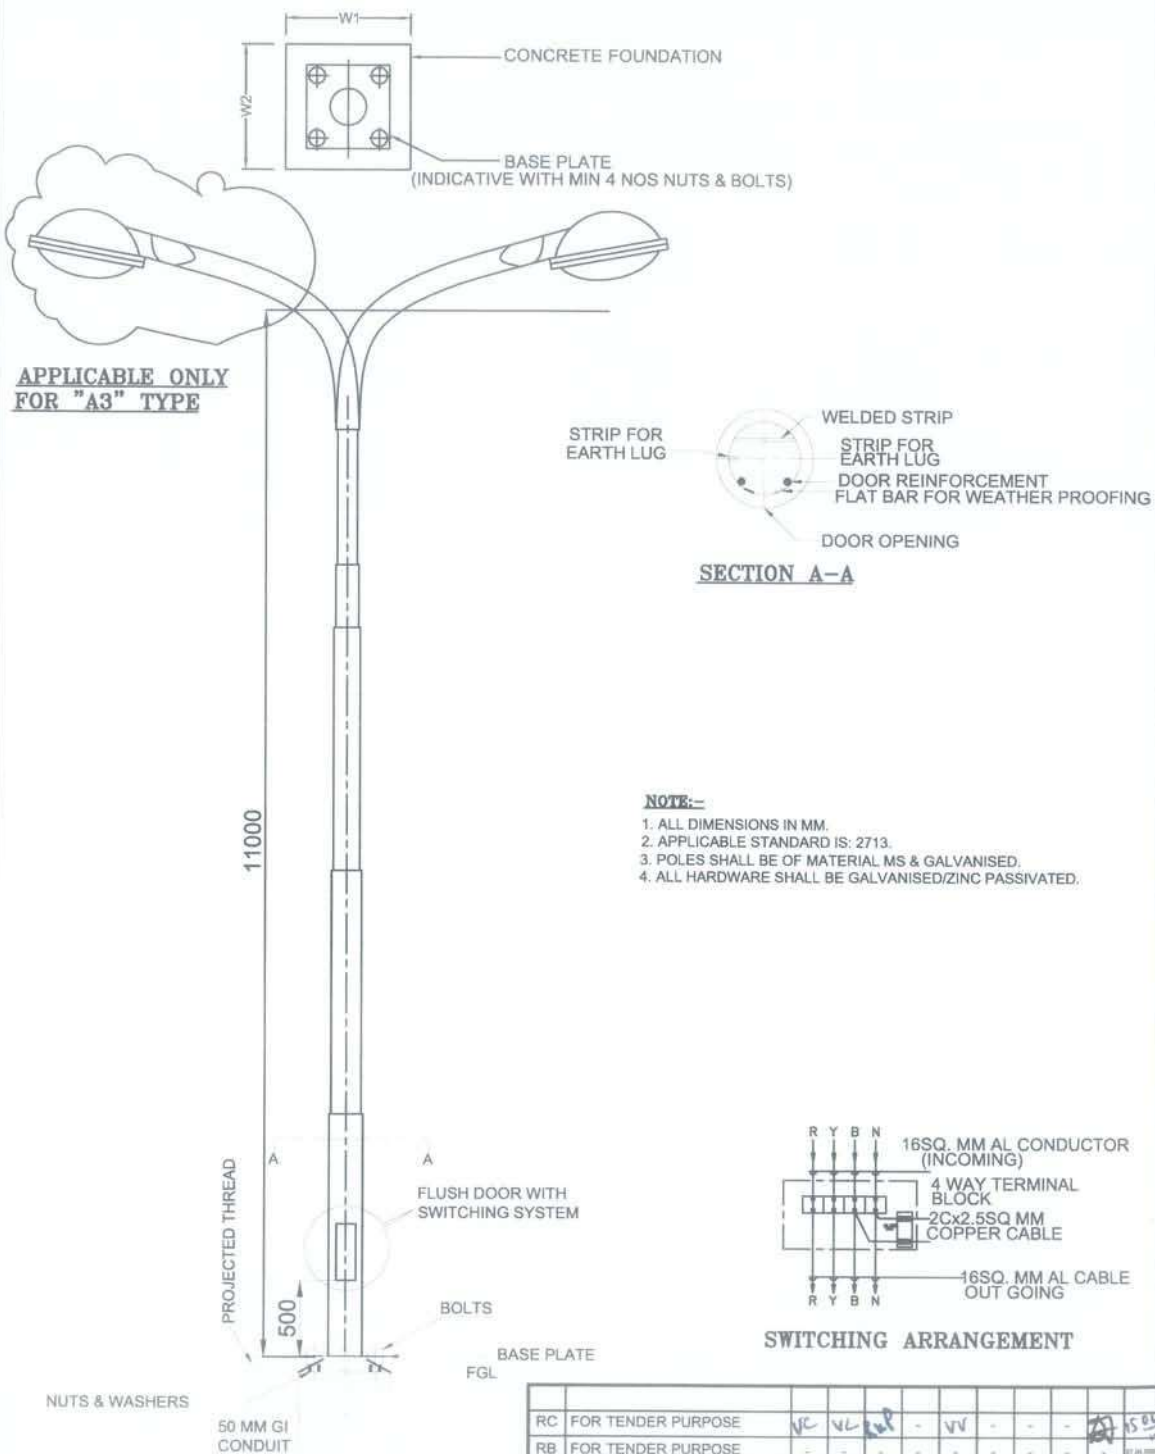 W1
CONCRETE FOUNDATION
W2
BASE PLATE
(INDICATIVE WITH MIN 4 NOS NUTS & BOLTS)
APPLICABLE ONLY
FOR "A3" TYPE
STRIP FOR
EARTH LUG
WELDED STRIP
STRIP FOR
EARTH LUG
DOOR REINFORCEMENT
FLAT BAR FOR WEATHER PROOFING
DOOR OPENING
SECTION A-A
11000
NOTE:-
1. ALL DIMENSIONS IN MM.
2. APPLICABLE STANDARD IS: 2713.
3. POLES SHALL BE OF MATERIAL MS & GALVANISED.
4. ALL HARDWARE SHALL BE GALVANISED/ZINC PASSIVATED.
A A
FLUSH DOOR WITH
SWITCHING SYSTEM
PROJECTED THREAD
500
BOLTS
BASE PLATE
FGL
NUTS & WASHERS
50 MM GI
CONDUIT
R Y B N
16SQ. MM AL CONDUCTOR
(INCOMING)
4 WAY TERMINAL
BLOCK
2Cx2.5SQ MM
COPPER CABLE
16SQ. MM AL CABLE
OUT GOING
R Y B N
SWITCHING ARRANGEMENT
RC FOR TENDER PURPOSE VC VL - VV - - -
RB FOR TENDER PURPOSE - - - - - - - - -